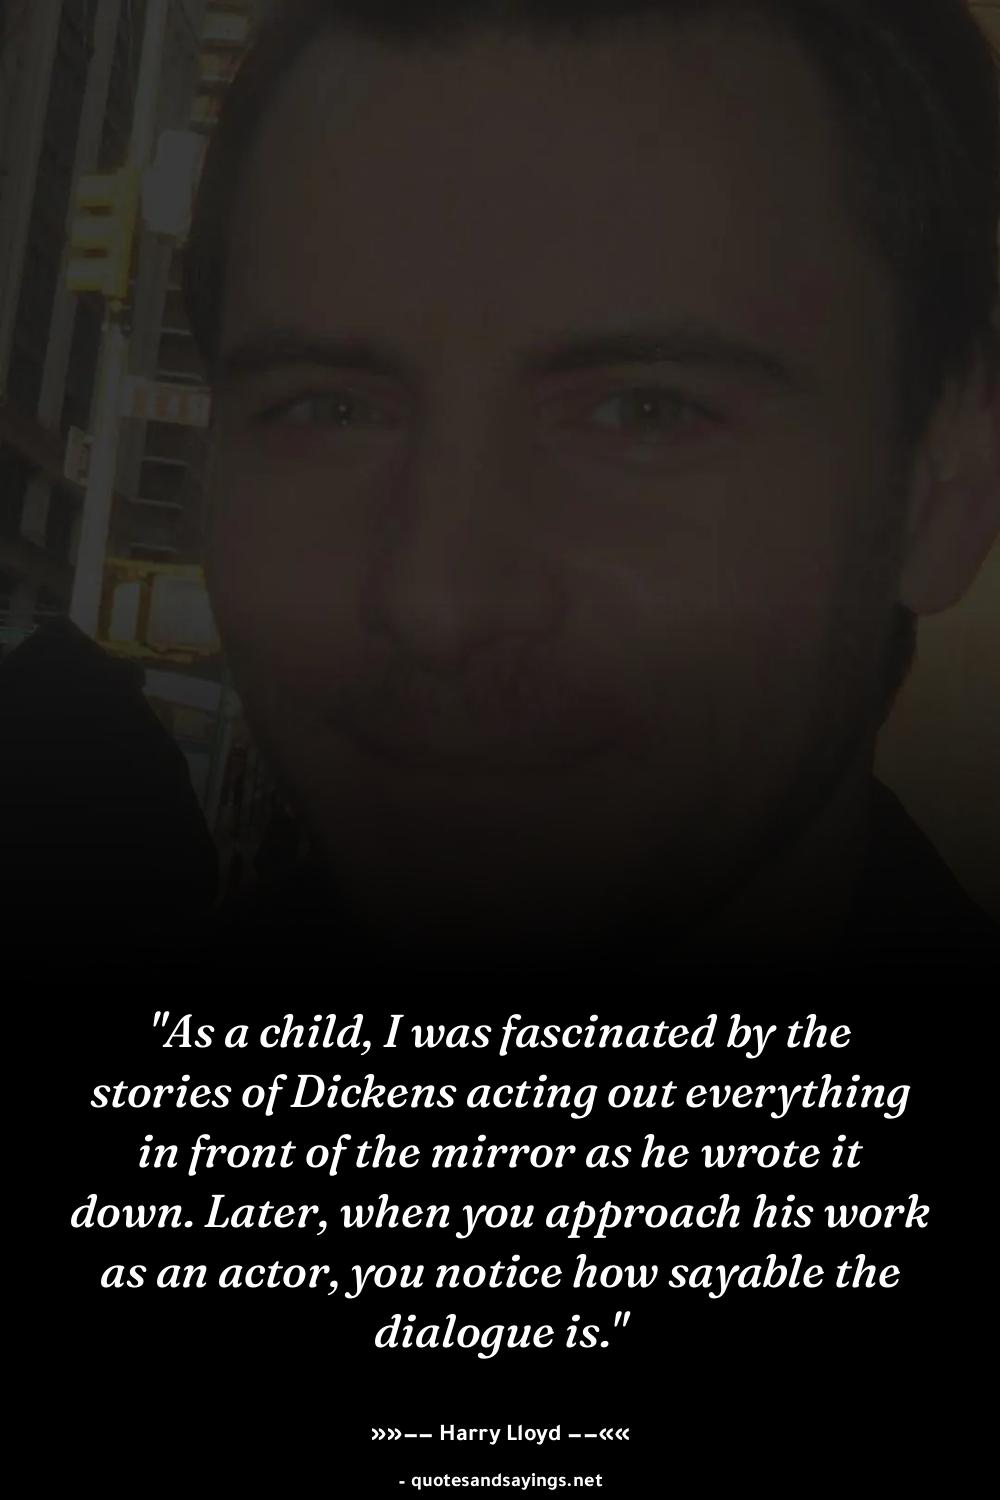 "As a child, I was fascinated by the
stories of Dickens acting out everything
in front of the mirror as he wrote it
down. Later, when you approach his work
as an actor, you notice how sayable the
dialogue is."
»»−− Harry Lloyd −−««
- quotesandsayings.net